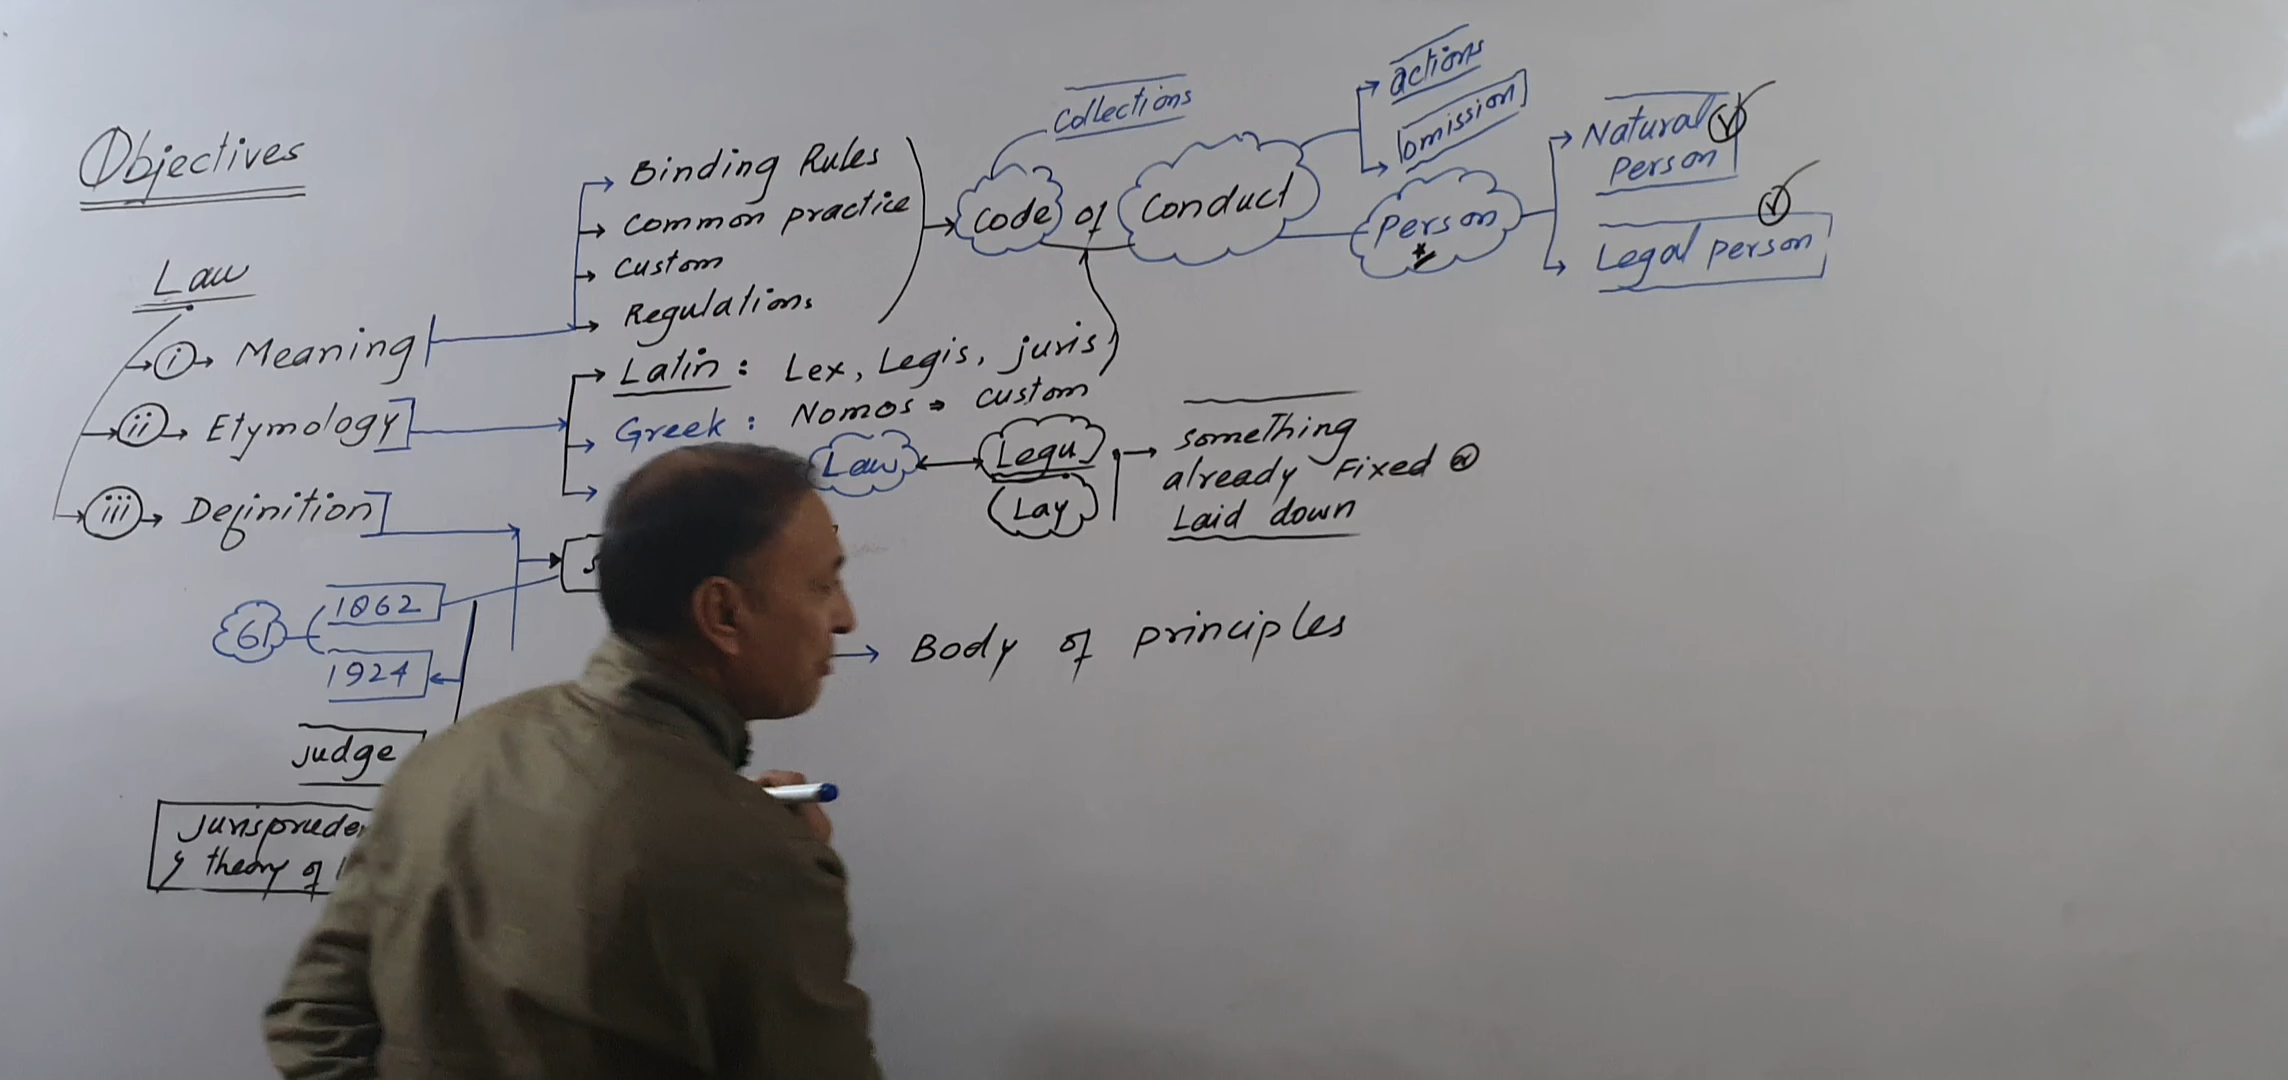 Objectives
Law
i → Meaning
ii → Etymology
iii → Definition
Binding Rules
Common practice
Custom
Regulations
Code of Conduct
Collections
actions
omission
Person
Natural Person
Legal person
Latin : Lex, Legis, juris
Greek : Nomos → custom
Law
Legu
Lay
something
already Fixed
Laid down
1862
61
1924
judge
theory of
Body of principles